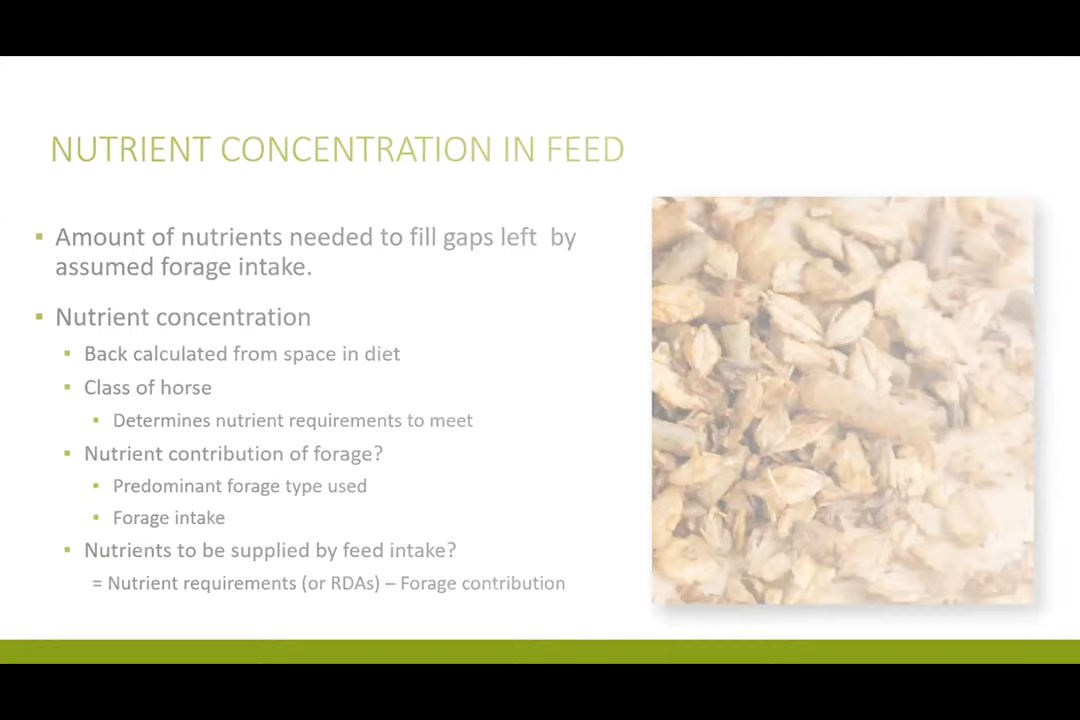 NUTRIENT CONCENTRATION IN FEED
Amount of nutrients needed to fill gaps left by
assumed forage intake.
Nutrient concentration
Back calculated from space in diet
Class of horse
Determines nutrient requirements to meet
Nutrient contribution of forage?
Predominant forage type used
Forage intake
Nutrients to be supplied by feed intake?
= Nutrient requirements (or RDAs) – Forage contribution